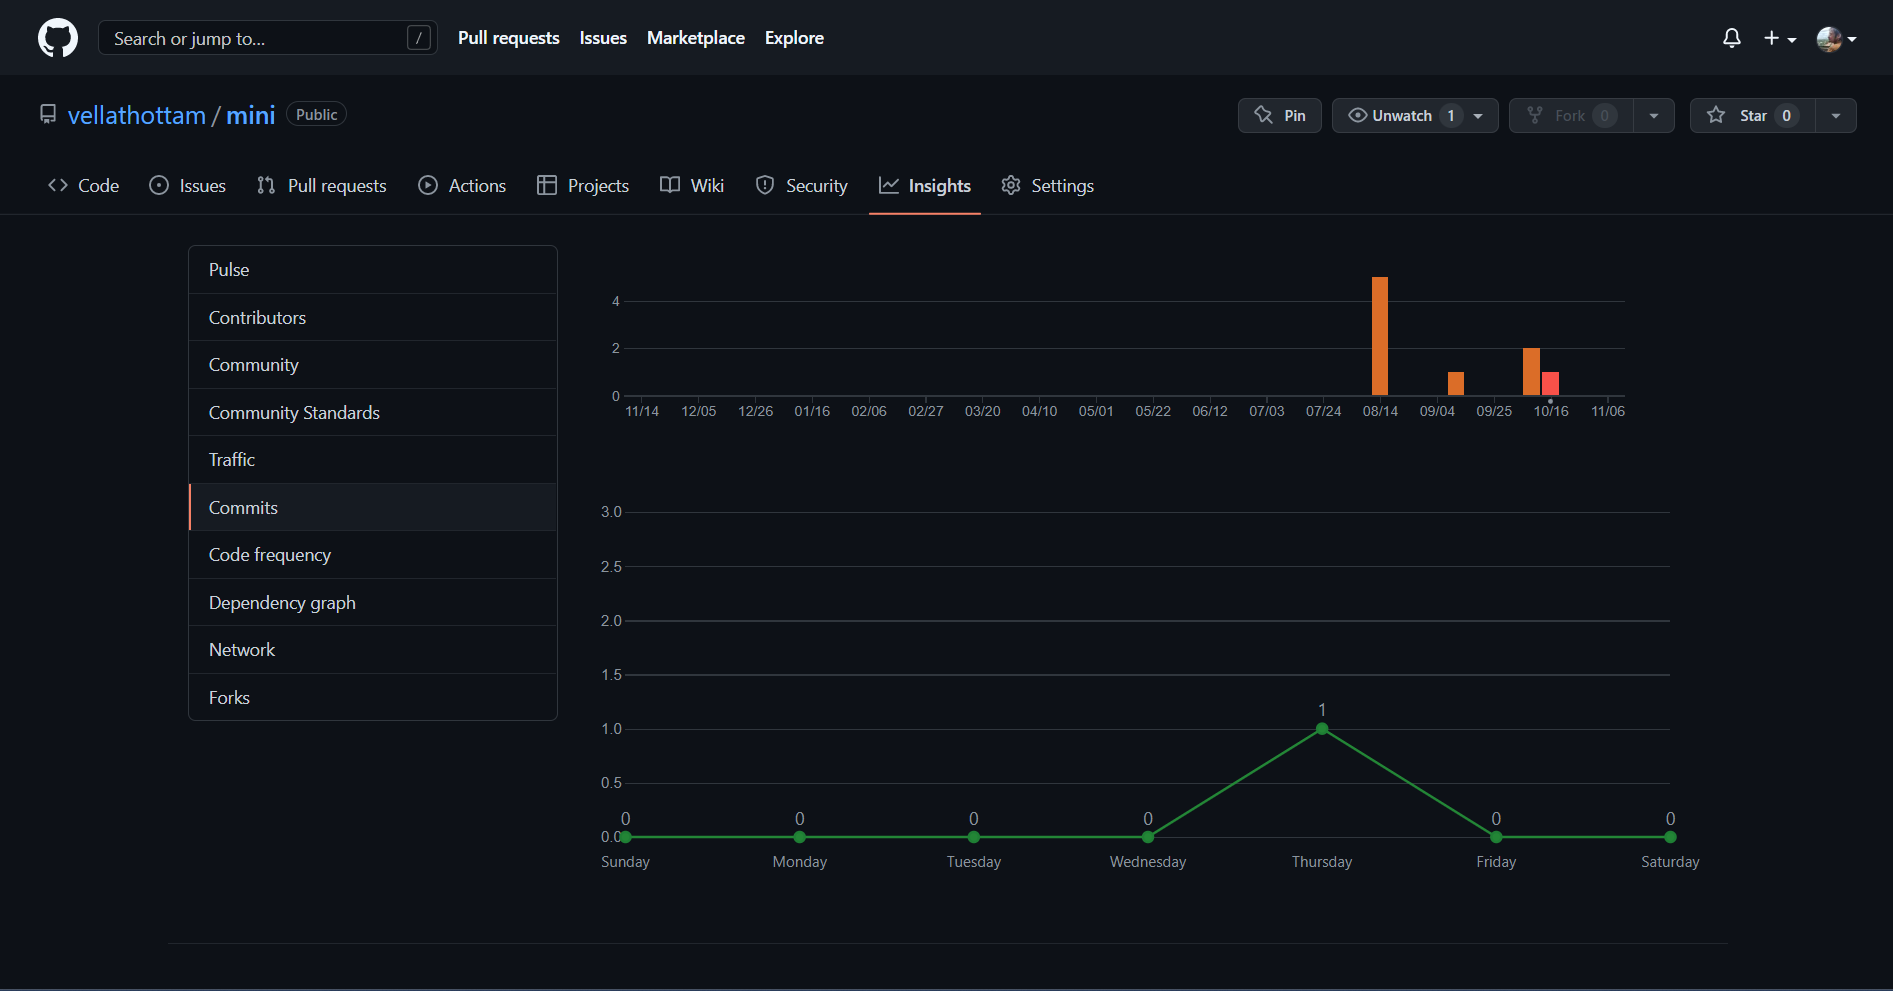 Search or jump to... /
Pull requests Issues Marketplace Explore
vellathottam / mini Public
Pin Unwatch 1 Fork 0 Star 0
Code Issues Pull requests Actions Projects Wiki Security Insights Settings
Pulse
Contributors
Community
Community Standards
Traffic
Commits
Code frequency
Dependency graph
Network
Forks
4
2
0
11/14 12/05 12/26 01/16 02/06 02/27 03/20 04/10 05/01 05/22 06/12 07/03 07/24 08/14 09/04 09/25 10/16 11/06
3.0
2.5
2.0
1.5
1
1.0
0.5
0 0 0 0 0 0
0.0
Sunday Monday Tuesday Wednesday Thursday Friday Saturday